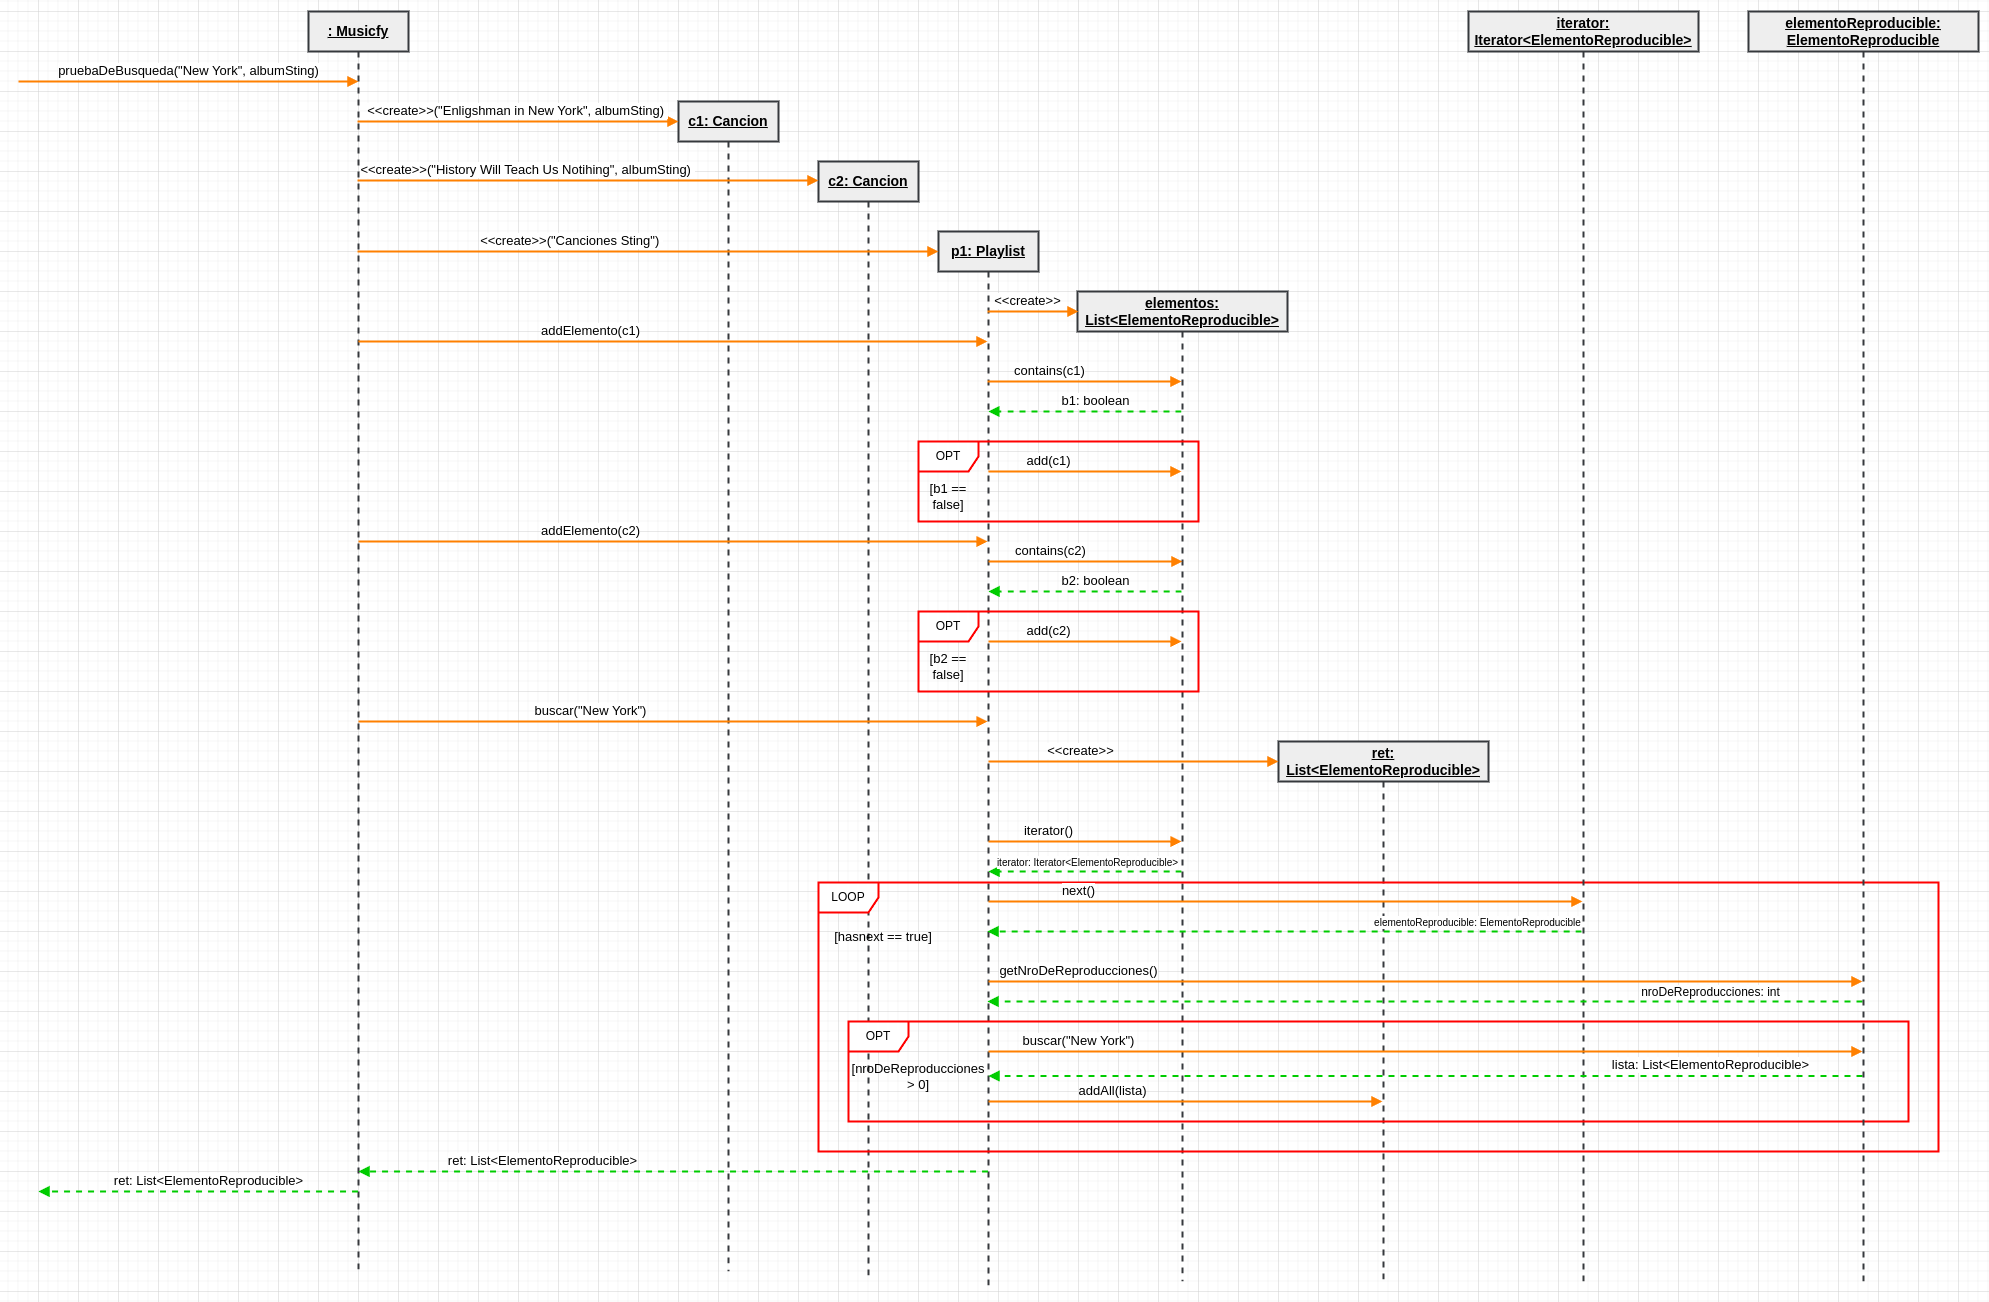 : Musicfy
iterator:
Iterator<ElementoReproducible>
elementoReproducible:
ElementoReproducible
pruebaDeBusqueda("New York", albumSting)
<<create>>("Enligshman in New York", albumSting)
c1: Cancion
<<create>>("History Will Teach Us Notihing", albumSting)
c2: Cancion
<<create>>("Canciones Sting")
p1: Playlist
<<create>>
elementos:
List<ElementoReproducible>
addElemento(c1)
contains(c1)
b1: boolean
OPT
add(c1)
[b1 ==
false]
addElemento(c2)
contains(c2)
b2: boolean
OPT
add(c2)
[b2 ==
false]
buscar("New York")
<<create>>
ret:
List<ElementoReproducible>
iterator()
iterator: Iterator<ElementoReproducible>
LOOP
next()
elementoReproducible: ElementoReproducible
[hasnext == true]
getNroDeReproducciones()
nroDeReproducciones: int
OPT
buscar("New York")
[nroDeReproducciones
> 0]
lista: List<ElementoReproducible>
addAll(lista)
ret: List<ElementoReproducible>
ret: List<ElementoReproducible>